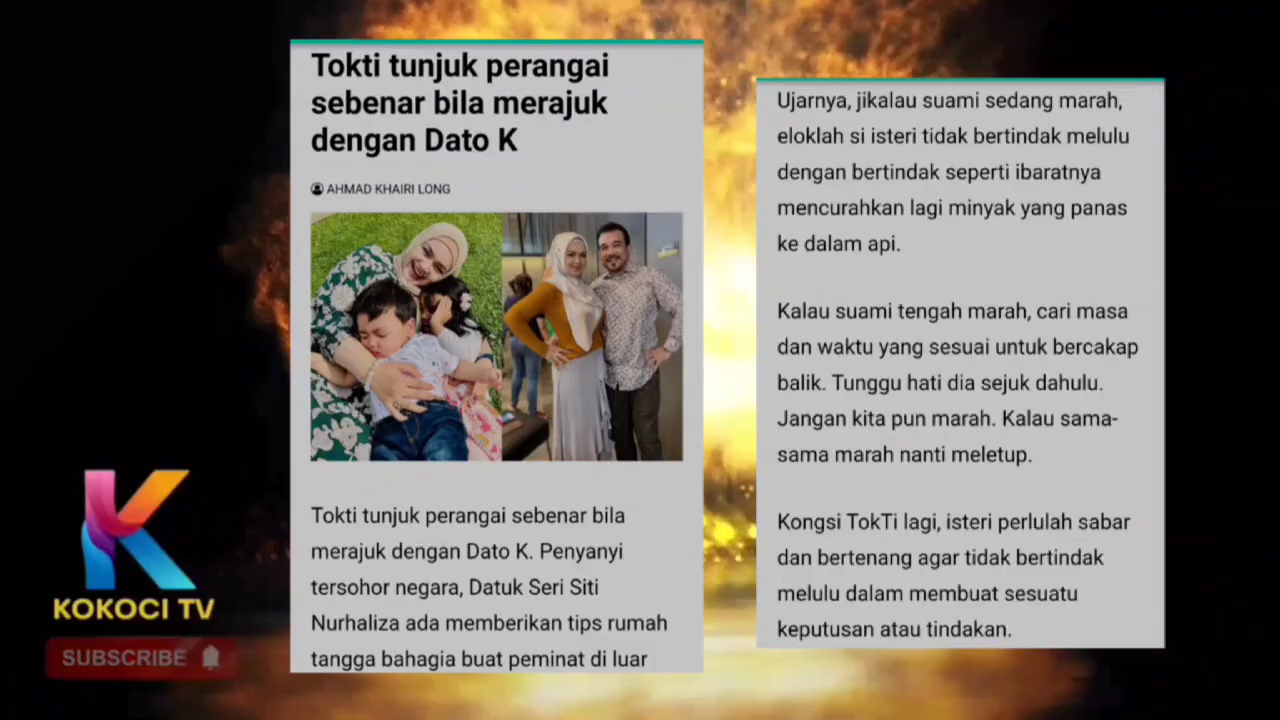 Tokti tunjuk perangai
sebenar bila merajuk
dengan Dato K
AHMAD KHAIRI LONG
Tokti tunjuk perangai sebenar bila
merajuk dengan Dato K. Penyanyi
tersohor negara, Datuk Seri Siti
Nurhaliza ada memberikan tips rumah
tangga bahagia buat peminat di luar
Ujarnya, jikalau suami sedang marah,
eloklah si isteri tidak bertindak melulu
dengan bertindak seperti ibaratnya
mencurahkan lagi minyak yang panas
ke dalam api.
Kalau suami tengah marah, cari masa
dan waktu yang sesuai untuk bercakap
balik. Tunggu hati dia sejuk dahulu.
Jangan kita pun marah. Kalau sama-
sama marah nanti meletup.
Kongsi TokTi lagi, isteri perlulah sabar
dan bertenang agar tidak bertindak
melulu dalam membuat sesuatu
keputusan atau tindakan.
K
KOKOCI TV
SUBSCRIBE